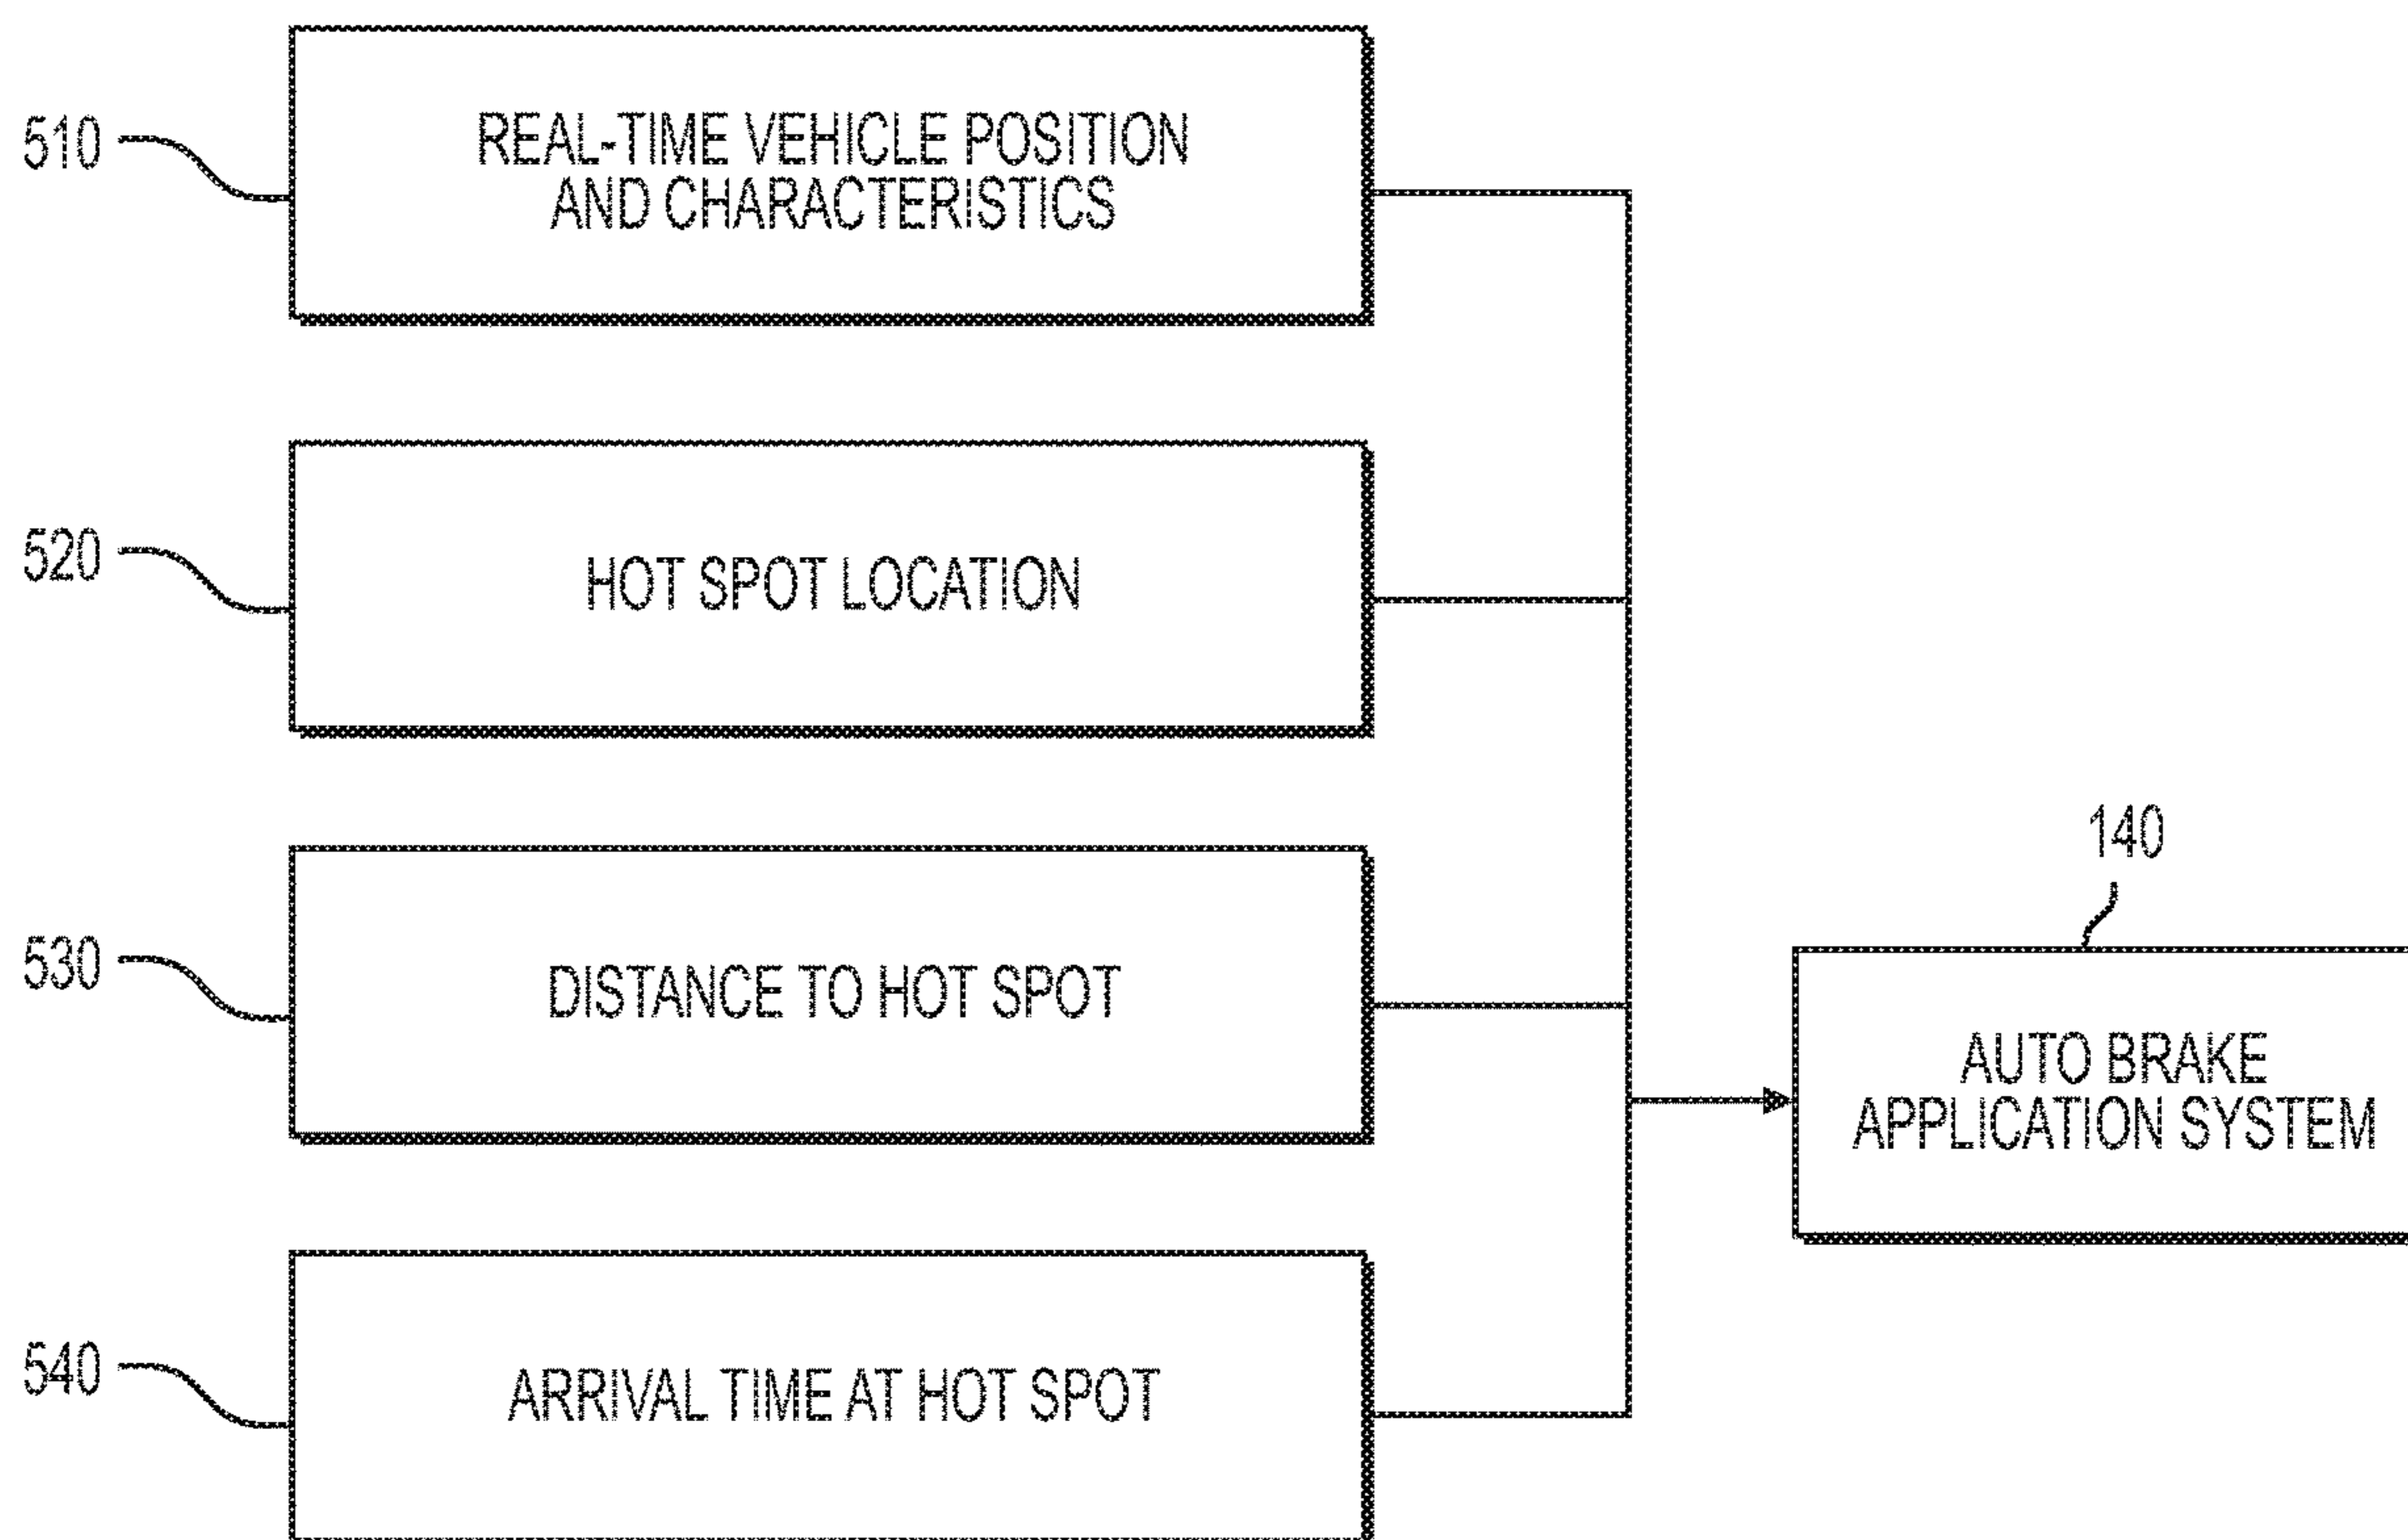 510
REAL-TIME VEHICLE POSITION
AND CHARACTERISTICS
520
HOT SPOT LOCATION
530
DISTANCE TO HOT SPOT
140
AUTO BRAKE
APPLICATION SYSTEM
540
ARRIVAL TIME AT HOT SPOT